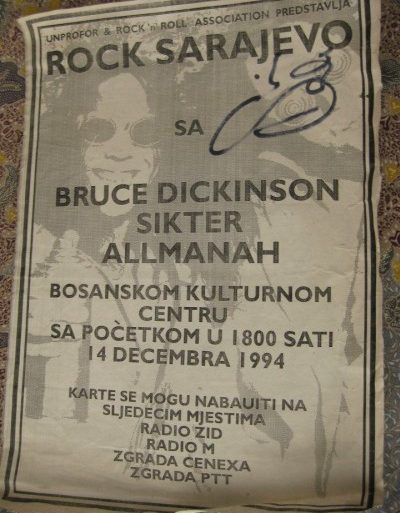 UNPROFOR & ROCK 'n' ROLL ASSOCIATION PREDSTAVLJA
ROCK SARAJEVO
SA
BRUCE DICKINSON
SIKTER
ALLMANAH
BOSANSKOM KULTURNOM
CENTRU
SA POČETKOM U 1800 SATI
14 DECEMBRA 1994
KARTE SE MOGU NABAUITI NA
SLJEDECIM MJESTIMA
RADIO ZID
RADIO M
ZGRADA CENEXA
ZGRADA PTT